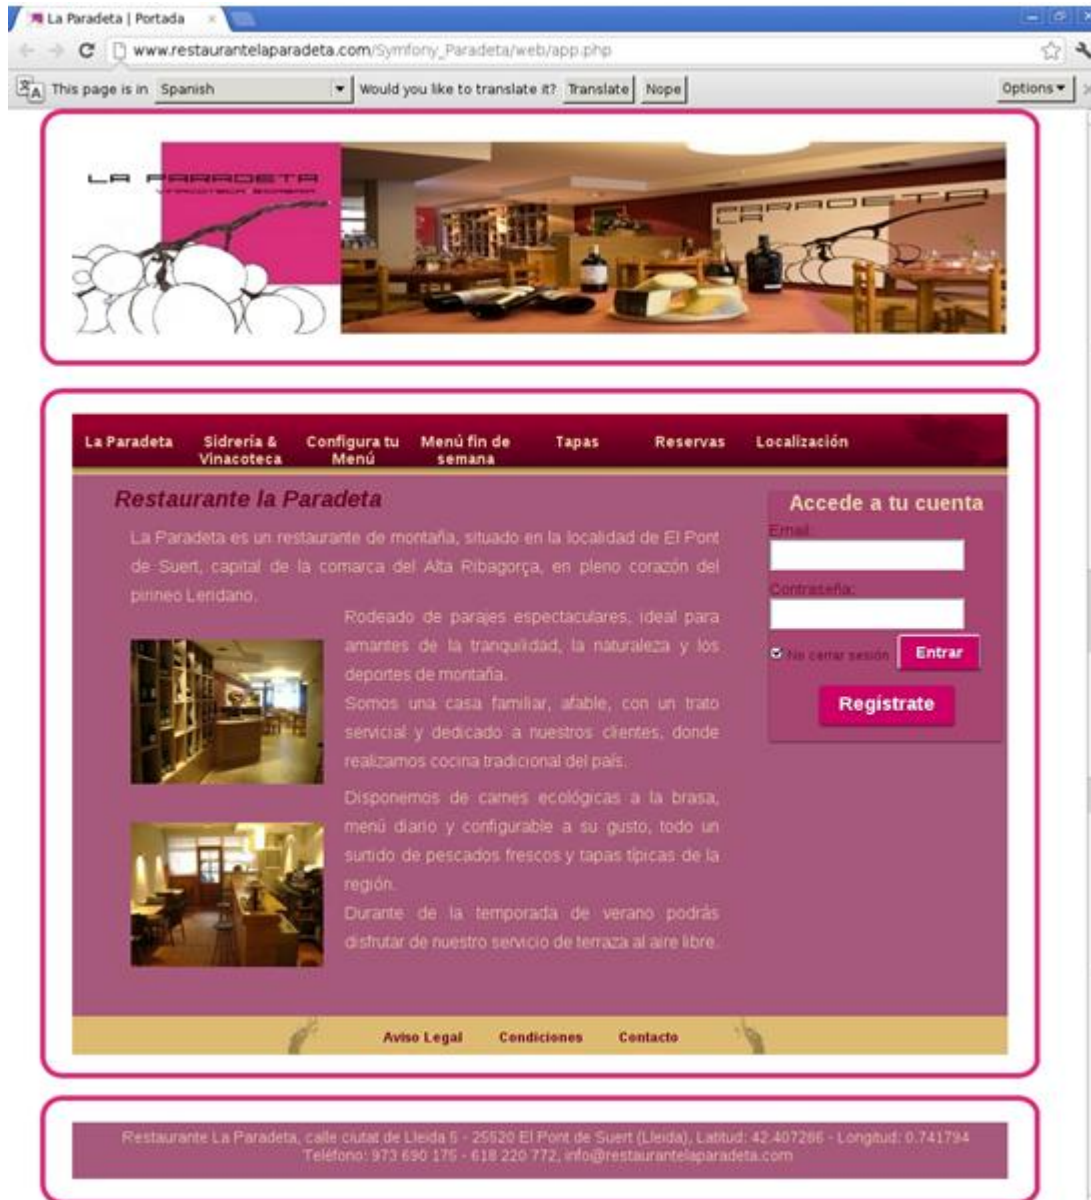 La Paradeta | Portada
www.restaurantelaparadeta.com/Symfony_Paradeta/web/app.php
This page is in Spanish Would you like to translate it? Translate Nope Options
LA PARADETA
PARADETA
LA
La Paradeta
Sidrería &
Vinacoteca
Configura tu
Menú
Menú fin de
semana
Tapas
Reservas
Localización
Restaurante la Paradeta
La Paradeta es un restaurante de montaña, situado en la localidad de El Pont
de Suert, capital de la comarca del Alta Ribagorça, en pleno corazón del
pirineo Leridano.
Rodeado de parajes espectaculares, ideal para
amantes de la tranquilidad, la naturaleza y los
deportes de montaña.
Somos una casa familiar, afable, con un trato
servicial y dedicado a nuestros clientes, donde
realizamos cocina tradicional del país.
Disponemos de carnes ecológicas a la brasa,
menú diario y configurable a su gusto, todo un
surtido de pescados frescos y tapas típicas de la
región.
Durante de la temporada de verano podrás
disfrutar de nuestro servicio de terraza al aire libre.
Accede a tu cuenta
Email:
Contraseña:
No cerrar sesión Entrar
Regístrate
Aviso Legal Condiciones Contacto
Restaurante La Paradeta, calle ciutat de Lleida 5 - 25520 El Pont de Suert (Lleida), Latitud: 42.407286 - Longitud: 0.741794
Teléfono: 973 690 175 - 618 220 772, info@restaurantelaparadeta.com